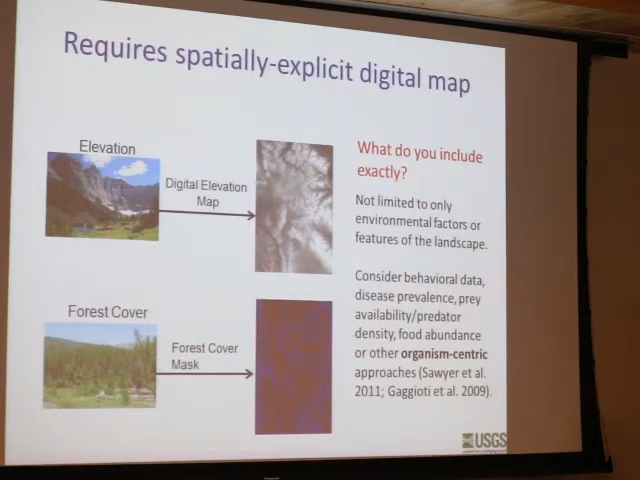 Requires spatially-explicit digital map
Elevation
Digital Elevation
Map
Forest Cover
Forest Cover
Mask
What do you include
exactly?
Not limited to only
environmental factors or
features of the landscape.
Consider behavioral data,
disease prevalence, prey
availability/predator
density, food abundance
or other organism-centric
approaches (Sawyer et al.
2011; Gaggioti et al. 2009).
USGS